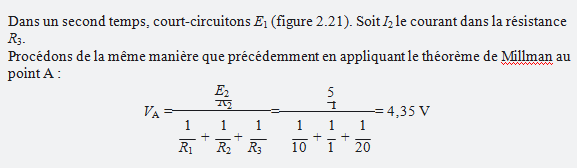 Dans un second temps, court-circuitons E1 (figure 2.21). Soit I2 le courant dans la résistance
R3.
Procédons de la même manière que précédemment en appliquant le théorème de Millman au
point A :
E2 5
R2 1
VA = ――― = ――― = 4,35 V
1 1 1 1 1 1
+ + + +
R1 R2 R3 10 1 20